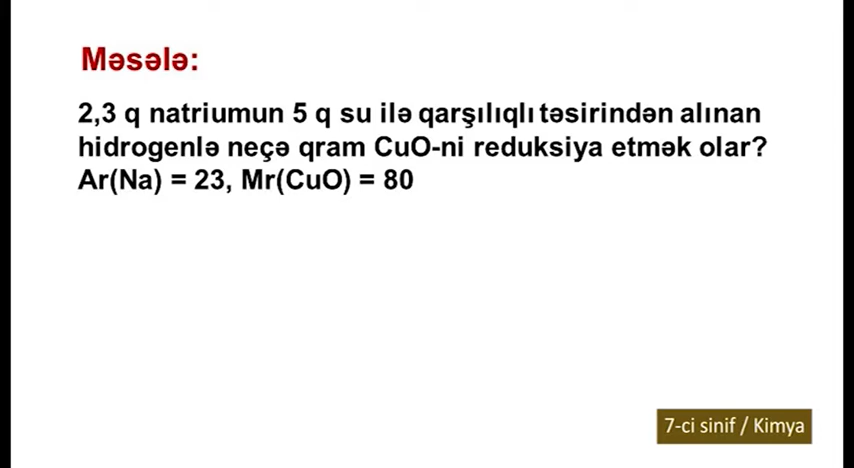 Məsələ:
2,3 q natriumun 5 q su ilə qarşılıqlı təsirindən alınan
hidrogenlə neçə qram CuO-ni reduksiya etmək olar?
Ar(Na) = 23, Mr(CuO) = 80
7-ci sinif / Kimya